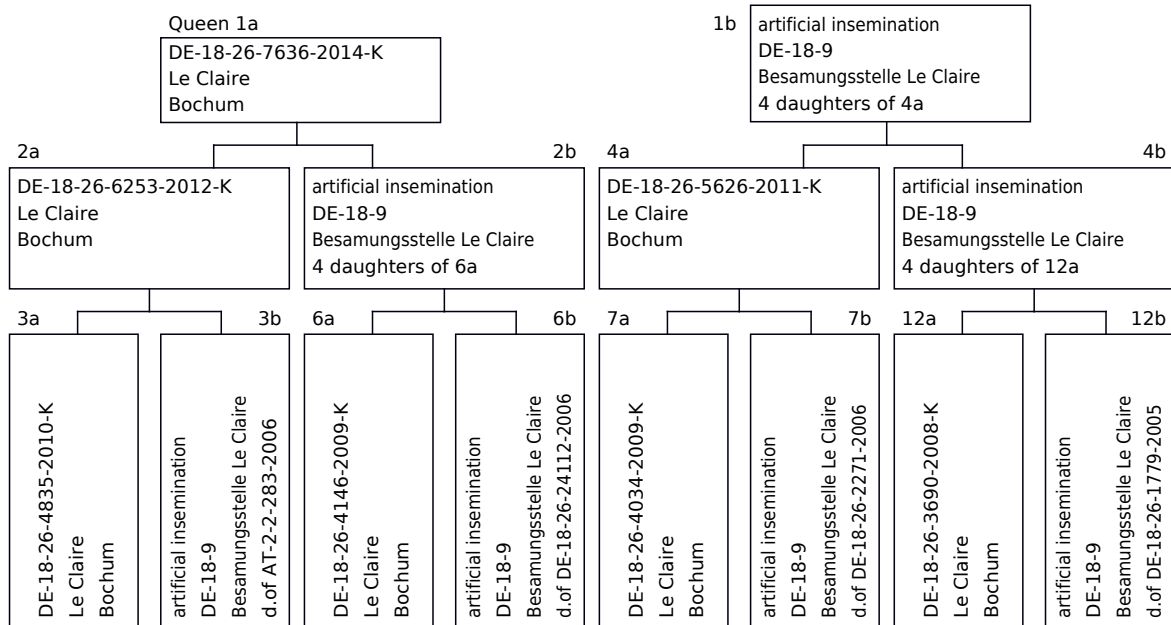 Queen 1a
DE-18-26-7636-2014-K
Le Claire
Bochum
1b
artificial insemination
DE-18-9
Besamungsstelle Le Claire
4 daughters of 4a
2a
DE-18-26-6253-2012-K
Le Claire
Bochum
2b
artificial insemination
DE-18-9
Besamungsstelle Le Claire
4 daughters of 6a
4a
DE-18-26-5626-2011-K
Le Claire
Bochum
4b
artificial insemination
DE-18-9
Besamungsstelle Le Claire
4 daughters of 12a
3a
DE-18-26-4835-2010-K
Le Claire
Bochum
3b
artificial insemination
DE-18-9
Besamungsstelle Le Claire
d.of AT-2-2-283-2006
6a
DE-18-26-4146-2009-K
Le Claire
Bochum
6b
artificial insemination
DE-18-9
Besamungsstelle Le Claire
d.of DE-18-26-24112-2006
7a
DE-18-26-4034-2009-K
Le Claire
Bochum
7b
artificial insemination
DE-18-9
Besamungsstelle Le Claire
d.of DE-18-26-2271-2006
12a
DE-18-26-3690-2008-K
Le Claire
Bochum
12b
artificial insemination
DE-18-9
Besamungsstelle Le Claire
d.of DE-18-26-1779-2005